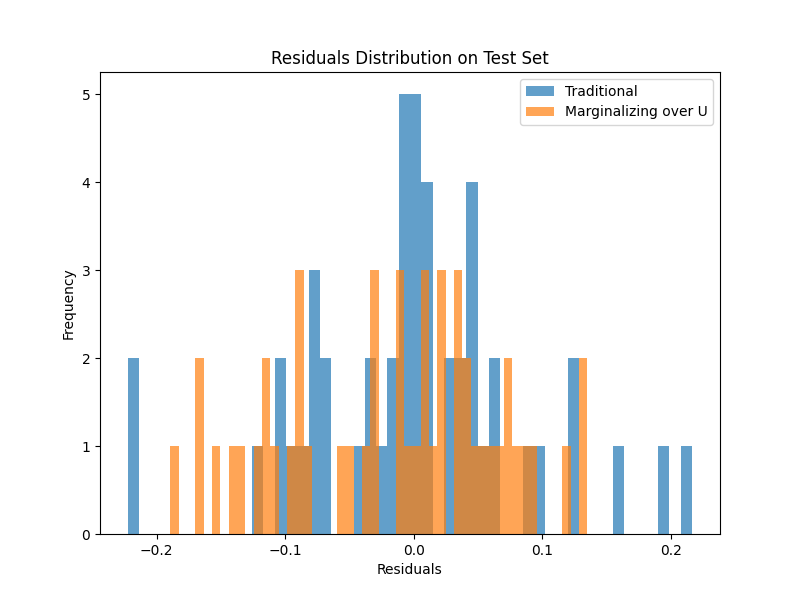 Residuals Distribution on Test Set
Traditional
Marginalizing over U
Frequency
5
4
3
2
1
0
−0.2
−0.1
0.0
0.1
0.2
Residuals